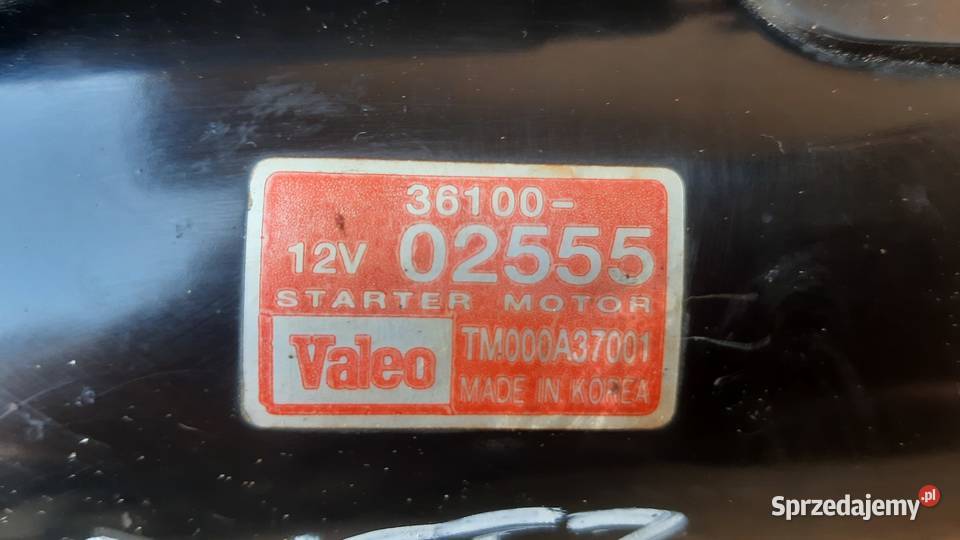 36100-
12V 02555
STARTER MOTOR
Valeo
TM000A37001
MADE IN KOREA
Sprzedajemy.pl